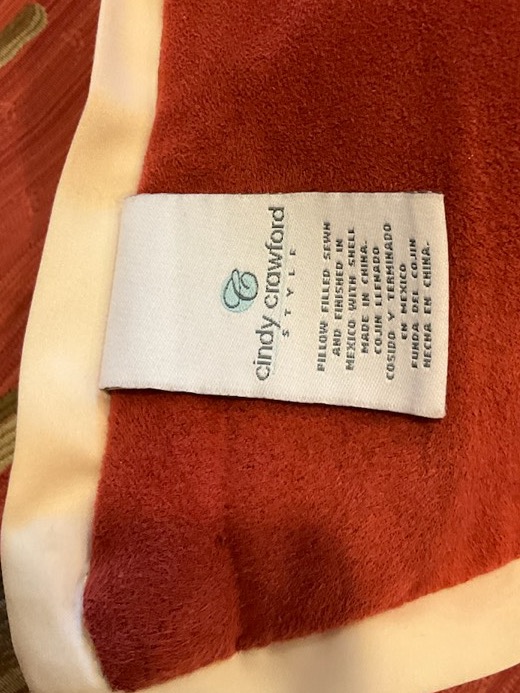 cindy crawford
STYLE
PILLOW FILLED SEWN
AND FINISHED IN
MEXICO WITH SHELL
MADE IN CHINA.
COJIN LLENADO
COSIDO Y TERMINADO
EN MEXICO
FUNDA DEL COJIN
HECHA EN CHINA.